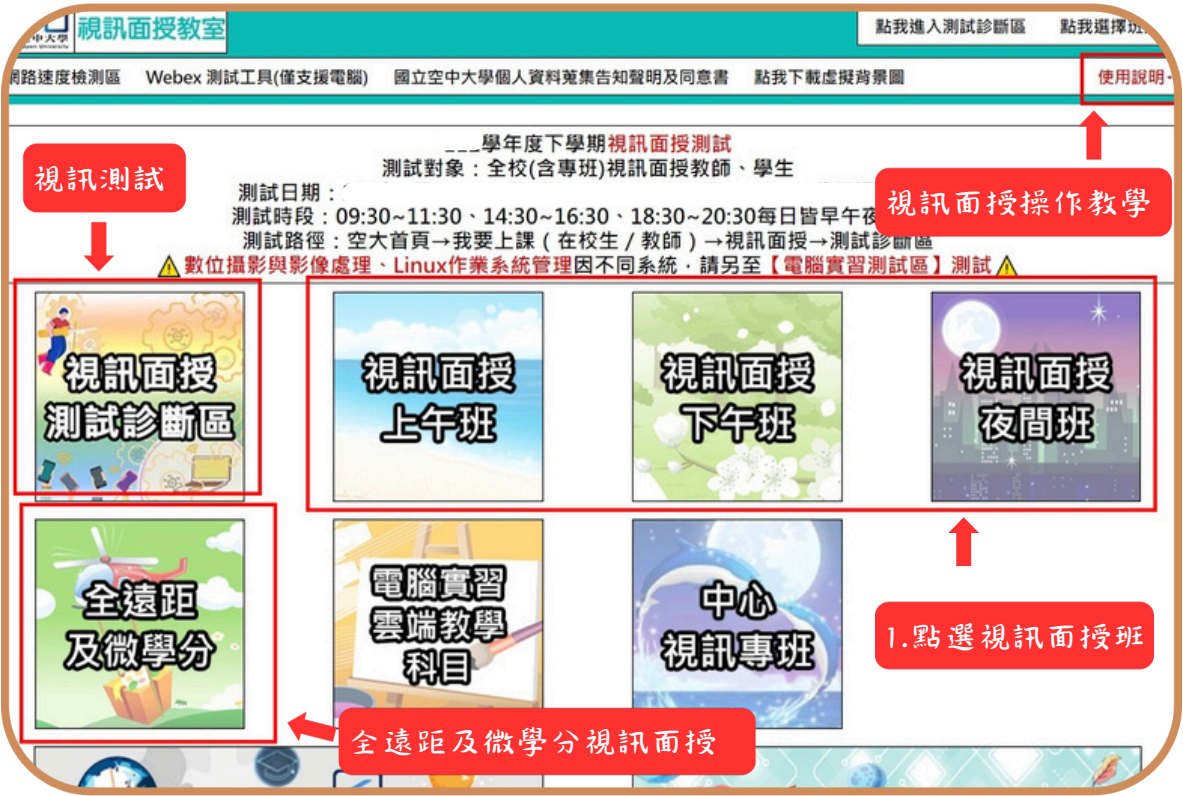 空中大學
視訊面授教室
點我進入測試診斷區
點我選擇班
網路速度檢測區
Webex 測試工具(僅支援電腦)
國立空中大學個人資料蒐集告知聲明及同意書
點我下載虛擬背景圖
使用說明-
___學年度下學期視訊面授測試
測試對象：全校(含專班)視訊面授教師、學生
測試日期：
測試時段：09:30~11:30、14:30~16:30、18:30~20:30每日皆早午夜
測試路徑：空大首頁→我要上課（在校生／教師）→視訊面授→測試診斷區
⚠數位攝影與影像處理、Linux作業系統管理因不同系統，請另至【電腦實習測試區】測試⚠
視訊測試
視訊面授操作教學
視訊面授
測試診斷區
視訊面授
上午班
視訊面授
下午班
視訊面授
夜間班
全遠距
及微學分
電腦實習
雲端教學
科目
中心
視訊專班
1.點選視訊面授班
全遠距及微學分視訊面授